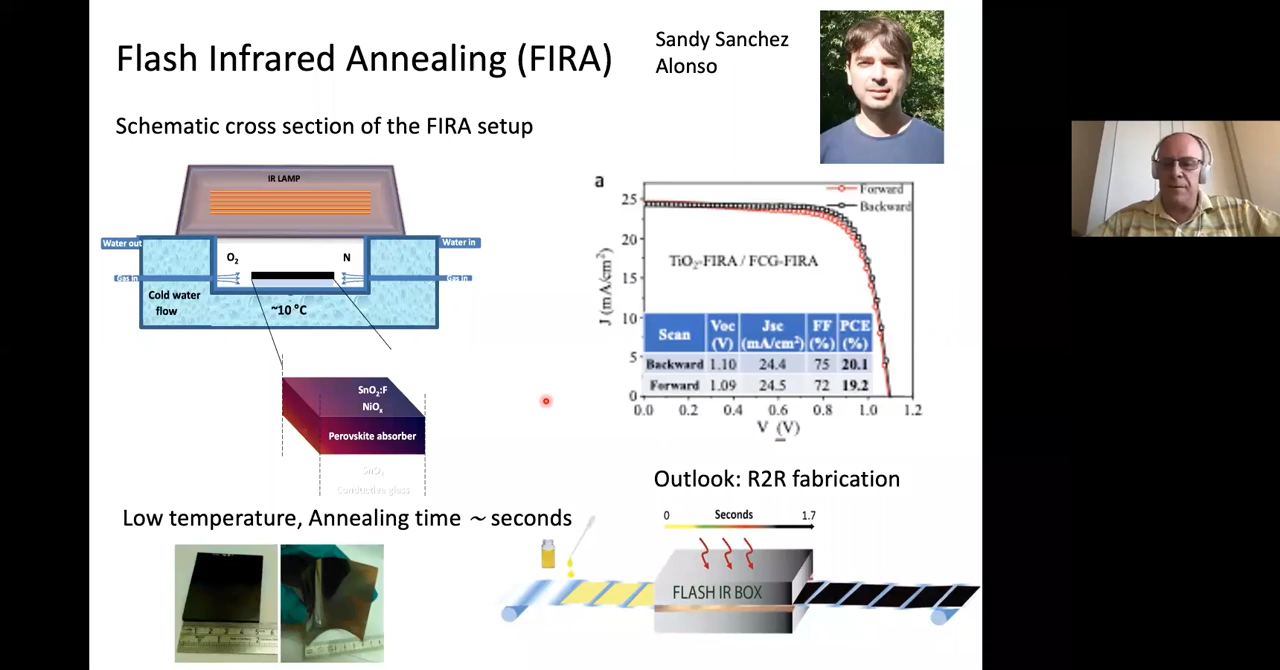 Flash Infrared Annealing (FIRA)
Sandy Sanchez
Alonso
Schematic cross section of the FIRA setup
IR LAMP
Water out
Water in
O₂
N
Gas in
Gas in
Cold water
flow
~10 °C
SnO₂:F
NiOₓ
Perovskite absorber
SnO₂
Conductive glass
a
Forward
Backward
TiO₂-FIRA / FCG-FIRA
J (mA/cm²)
25
20
15
10
5
0
Scan Voc (V) Jsc (mA/cm²) FF (%) PCE (%)
Backward 1.10 24.4 75 20.1
Forward 1.09 24.5 72 19.2
0.0 0.2 0.4 0.6 0.8 1.0 1.2
V (V)
Low temperature, Annealing time ~ seconds
Outlook: R2R fabrication
0 Seconds 1.7
FLASH IR BOX